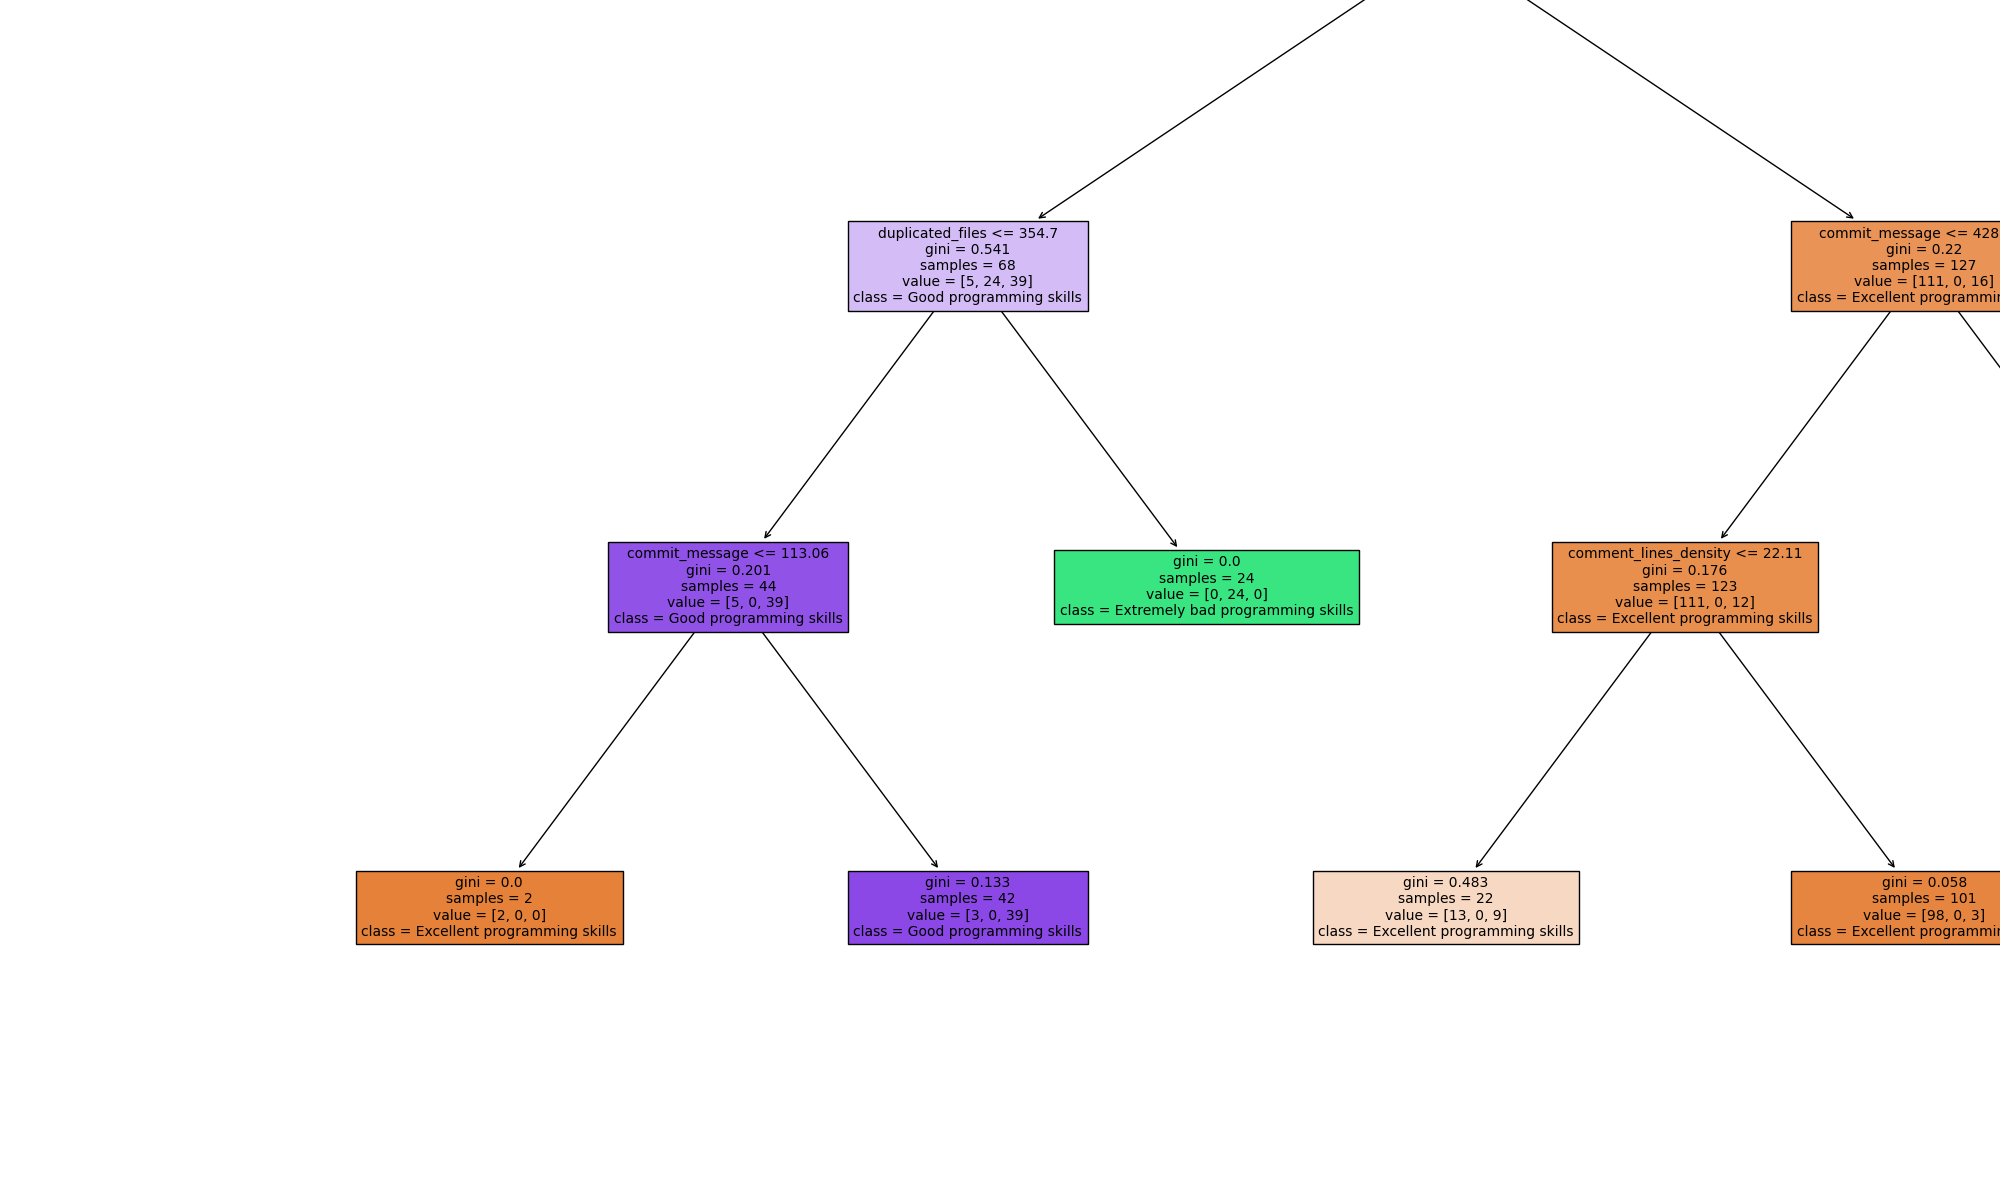 duplicated_files <= 354.7
gini = 0.541
samples = 68
value = [5, 24, 39]
class = Good programming skills
commit_message <= 428
gini = 0.22
samples = 127
value = [111, 0, 16]
class = Excellent
commit_message <= 113.06
gini = 0.201
samples = 44
value = [5, 0, 39]
class = Good programming skills
gini = 0.0
samples = 24
value = [0, 24, 0]
class = Extremely bad programming skills
comment_lines_density <= 22.11
gini = 0.176
samples = 123
value = [111, 0, 12]
class = Excellent programming skills
gini = 0.0
samples = 2
value = [2, 0, 0]
class = Excellent programming skills
gini = 0.133
samples = 42
value = [3, 0, 39]
class = Good programming skills
gini = 0.483
samples = 22
value = [13, 0, 9]
class = Excellent programming skills
gini = 0.058
samples = 101
value = [98, 0, 3]
class = Excellent